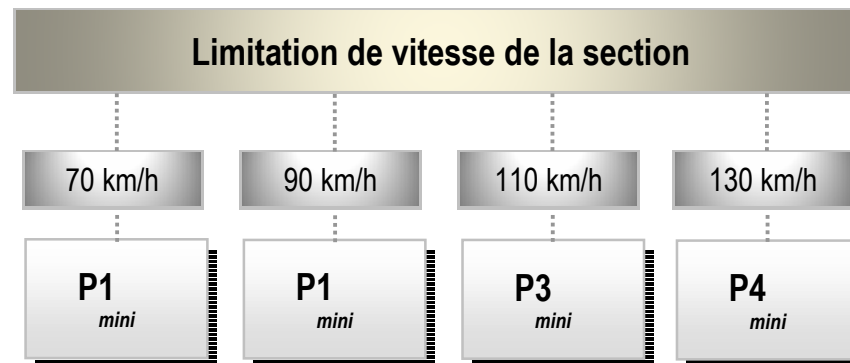 Limitation de vitesse de la section
70 km/h
90 km/h
110 km/h
130 km/h
P1
mini
P1
mini
P3
mini
P4
mini